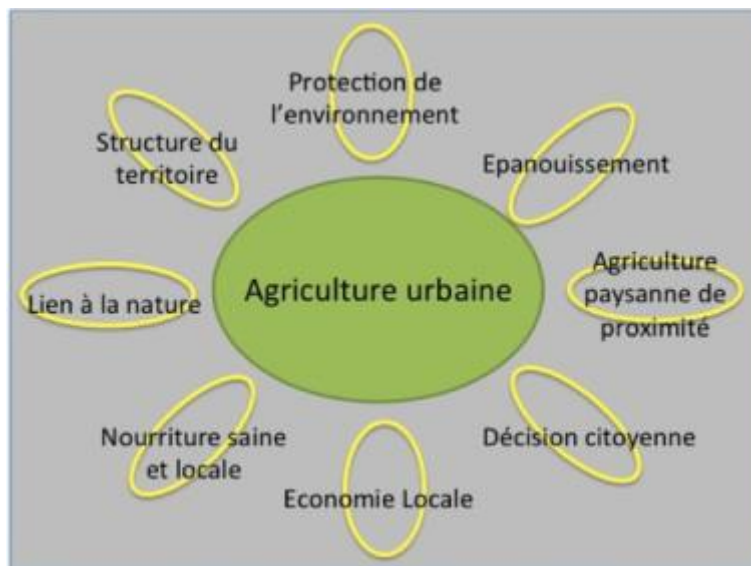 Protection de
l'environnement
Structure du
territoire
Epanouissement
Agriculture urbaine
Lien à la nature
Agriculture
paysanne de
proximité
Nourriture saine
et locale
Décision citoyenne
Economie Locale